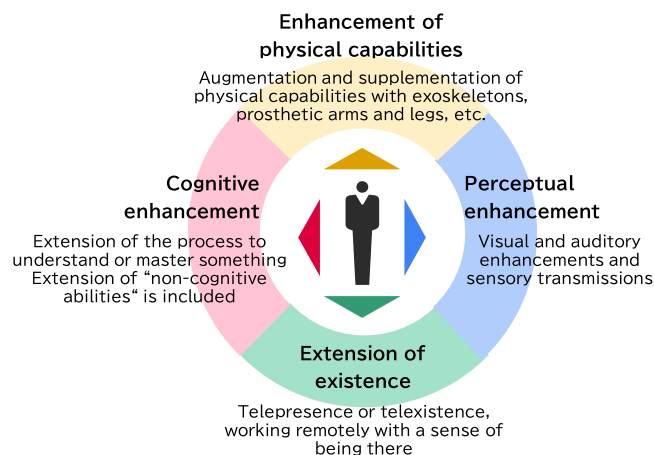 Enhancement of
physical capabilities
Augmentation and supplementation of
physical capabilities with exoskeletons,
prosthetic arms and legs, etc.
Cognitive
enhancement
Extension of the process to
understand or master something
Extension of “non-cognitive
abilities“ is included
Perceptual
enhancement
Visual and auditory
enhancements and
sensory transmissions
Extension of
existence
Telepresence or telexistence,
working remotely with a sense of
being there